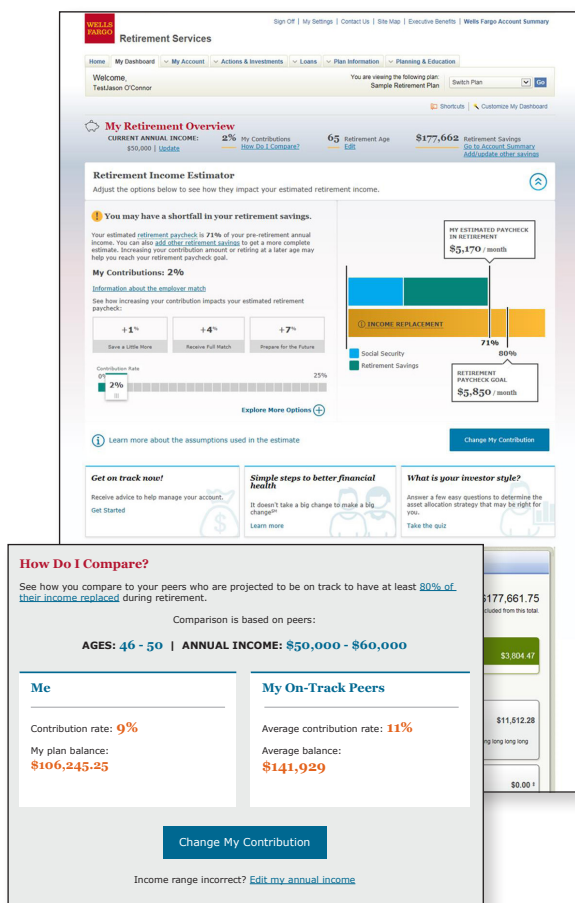 WELLS
FARGO
Sign Off | My Settings | Contact Us | Site Map | Executive Benefits | Wells Fargo Account Summary
Retirement Services
Home My Dashboard My Account Actions & Investments Loans Plan Information Planning & Education
Welcome,
TestJason O'Connor
You are viewing the following plan:
Sample Retirement Plan
Switch Plan Go
Shortcuts | Customize My Dashboard
My Retirement Overview
CURRENT ANNUAL INCOME: 2% My Contributions 65 Retirement Age $177,662 Retirement Savings
$50,000 | Update How Do I Compare? Edit Go to Account Summary
Add/update other savings
Retirement Income Estimator
Adjust the options below to see how they impact your estimated retirement income.
! You may have a shortfall in your retirement savings.
Your estimated retirement paycheck is 71% of your pre-retirement annual
income. You can also add other retirement savings to get a more complete
estimate. Increasing your contribution amount or retiring at a later age may
help you reach your retirement paycheck goal.
My Contributions: 2%
Information about the employer match
See how increasing your contribution impacts your estimated retirement
paycheck:
+1% +4% +7%
Save a Little More Receive Full Match Prepare for the Future
Contribution Rate
0% 25%
2%
Explore More Options
MY ESTIMATED PAYCHECK
IN RETIREMENT
$5,170 / month
INCOME REPLACEMENT
71%
80%
Social Security
Retirement Savings
RETIREMENT
PAYCHECK GOAL
$5,850 / month
i Learn more about the assumptions used in the estimate
Change My Contribution
Get on track now!
Receive advice to help manage your account.
Get Started
Simple steps to better financial
health
It doesn't take a big change to make a big
change℠
Learn more
What is your investor style?
Answer a few easy questions to determine the
asset allocation strategy that may be right for
you.
Take the quiz
$177,661.75
cluded from this total.
$3,804.47
$11,512.28
ng long long long
$0.00 ‡
How Do I Compare?
See how you compare to your peers who are projected to be on track to have at least 80% of
their income replaced during retirement.
Comparison is based on peers:
AGES: 46 - 50 | ANNUAL INCOME: $50,000 - $60,000
Me
Contribution rate: 9%
My plan balance:
$106,245.25
My On-Track Peers
Average contribution rate: 11%
Average balance:
$141,929
Change My Contribution
Income range incorrect? Edit my annual income